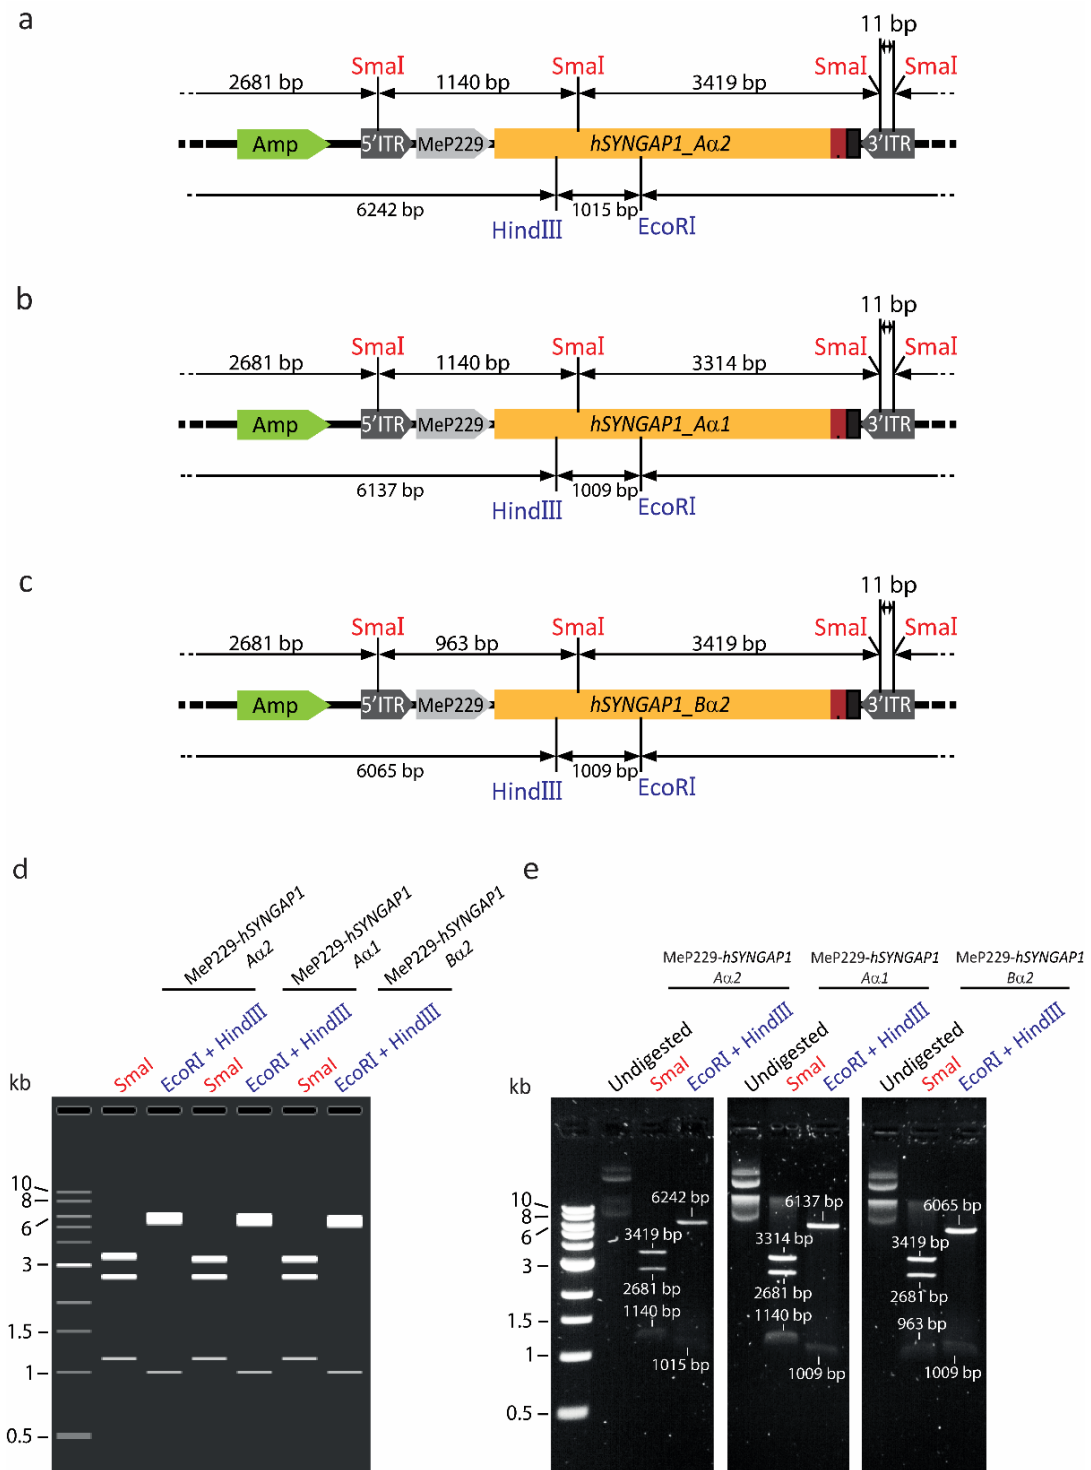 a
11 bp
SmaI SmaI SmaI SmaI
2681 bp 1140 bp 3419 bp
Amp 5'ITR MeP229 hSYNGAP1_Aα2 3'ITR
6242 bp 1015 bp
HindIII EcoRI
b
11 bp
SmaI SmaI SmaI SmaI
2681 bp 1140 bp 3314 bp
Amp 5'ITR MeP229 hSYNGAP1_Aα1 3'ITR
6137 bp 1009 bp
HindIII EcoRI
c
11 bp
SmaI SmaI SmaI SmaI
2681 bp 963 bp 3419 bp
Amp 5'ITR MeP229 hSYNGAP1_Bα2 3'ITR
6065 bp 1009 bp
HindIII EcoRI
d
MeP229-hSYNGAP1
Aα2
MeP229-hSYNGAP1
Aα1
MeP229-hSYNGAP1
Bα2
SmaI
EcoRI + HindIII
SmaI
EcoRI + HindIII
SmaI
EcoRI + HindIII
kb
10
8
6
3
1.5
1
0.5
e
MeP229-hSYNGAP1
Aα2
MeP229-hSYNGAP1
Aα1
MeP229-hSYNGAP1
Bα2
Undigested
SmaI
EcoRI + HindIII
Undigested
SmaI
EcoRI + HindIII
Undigested
SmaI
EcoRI + HindIII
kb
10
8
6
3
1.5
1
0.5
6242 bp
3419 bp
2681 bp
1140 bp
1015 bp
6137 bp
3314 bp
2681 bp
1140 bp
1009 bp
6065 bp
3419 bp
2681 bp
963 bp
1009 bp